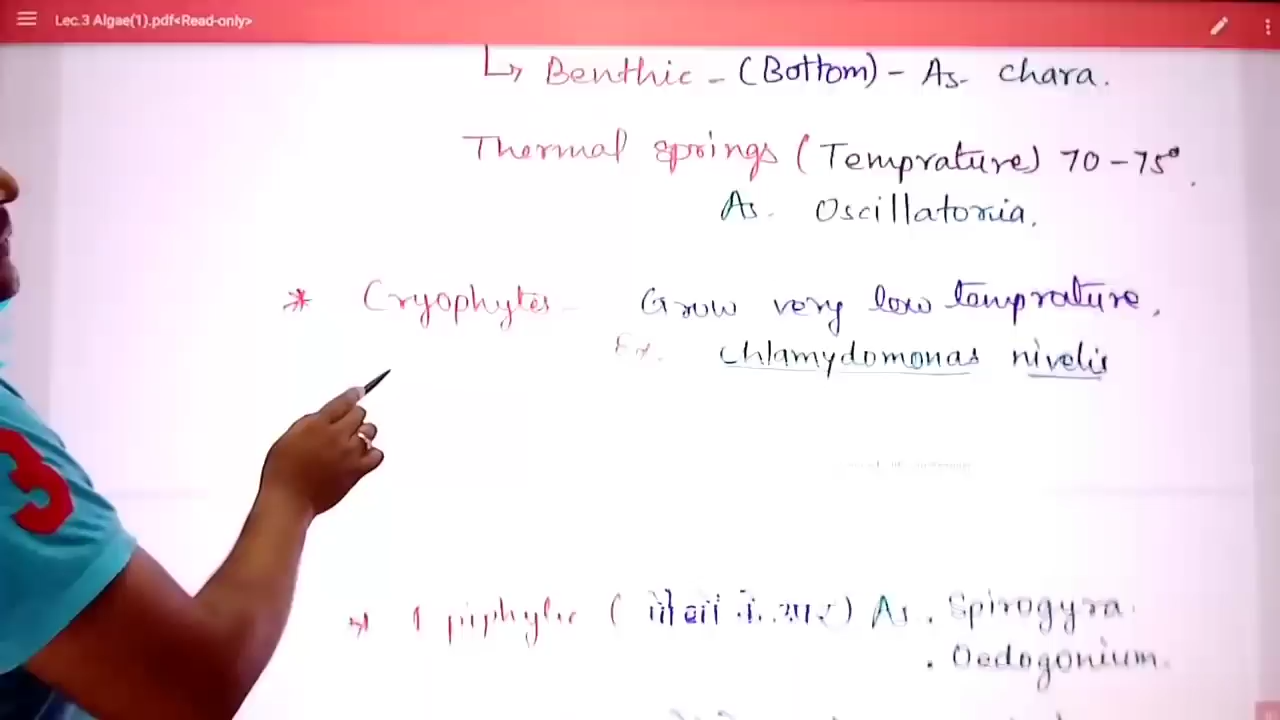 Lec.3 Algae(1).pdf<Read-only>
↳ Benthic - (Bottom) - As- chara.
Thermal springs (Temprature) 70-75°.
As. Oscillatoria.
* Cryophytes - Grow very low temprature.
Ex. Chlamydomonas nivelis
As. Spirogyra.
. Oedogonium.
3